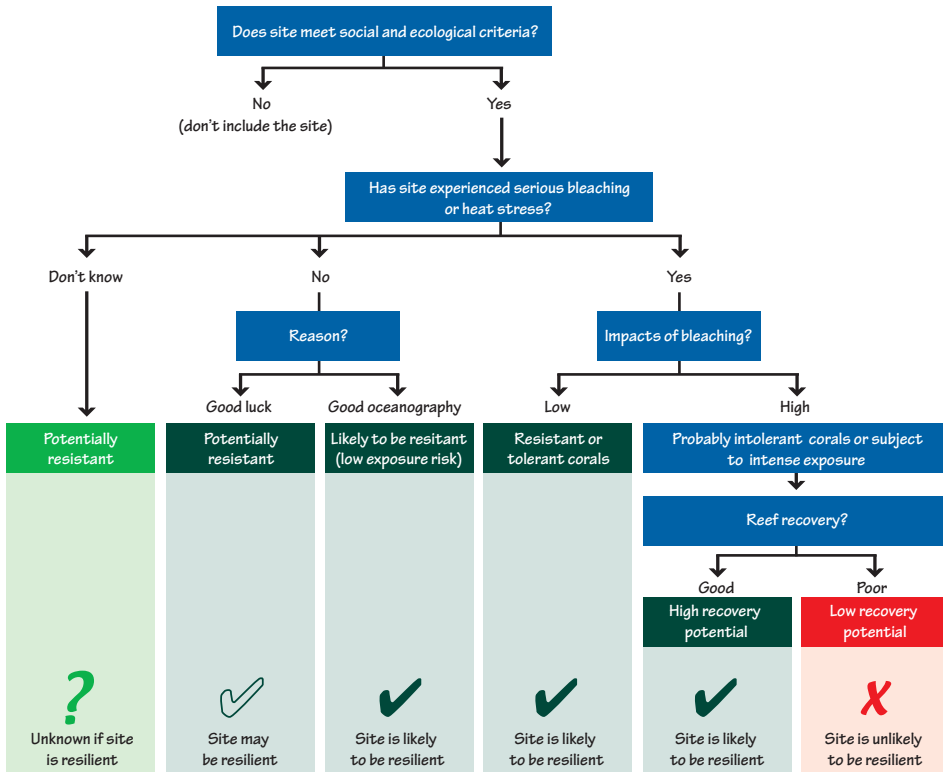 Does site meet social and ecological criteria?
No
(don't include the site)
Yes
Has site experienced serious bleaching
or heat stress?
Don't know
No
Yes
Reason?
Impacts of bleaching?
Good luck
Good oceanography
Low
High
Potentially
resistant
Potentially
resistant
Likely to be resitant
(low exposure risk)
Resistant or
tolerant corals
Probably intolerant corals or subject
to intense exposure
Reef recovery?
Good
Poor
High recovery
potential
Low recovery
potential
?
Unknown if site
is resilient
Site may
be resilient
Site is likely
to be resilient
Site is likely
to be resilient
Site is likely
to be resilient
Site is unlikely
to be resilient